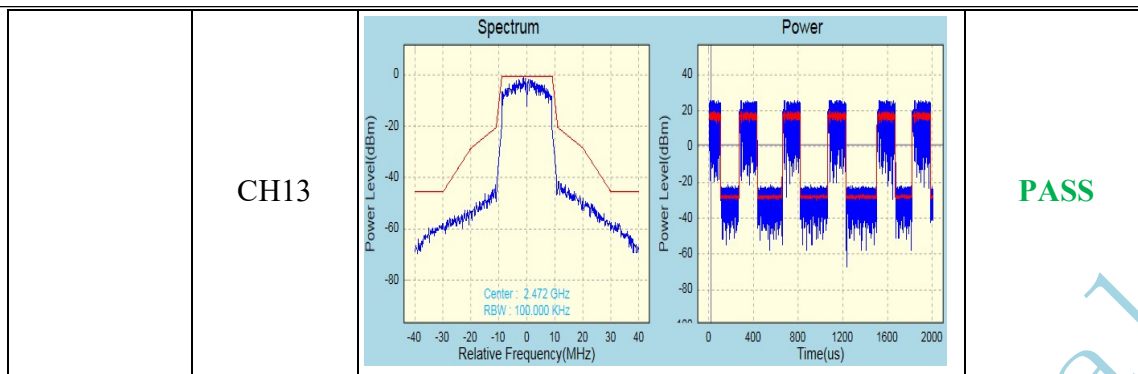 CH13
Spectrum
Power Level(dBm)
0
-20
-40
-60
-80
Center : 2.472 GHz
RBW : 100.000 KHz
-40 -30 -20 -10 0 10 20 30 40
Relative Frequency(MHz)
Power
Power Level(dBm)
40
20
0
-20
-40
-60
-80
0 400 800 1200 1600 2000
Time(us)
PASS